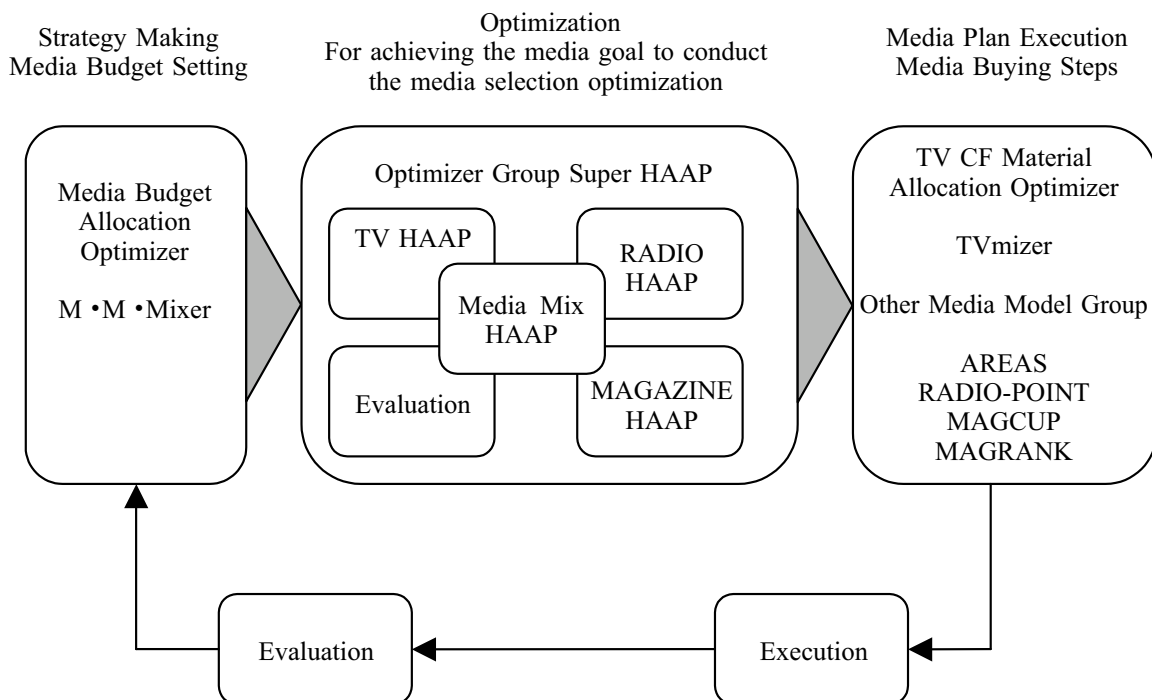 Strategy Making
Media Budget Setting
Optimization
For achieving the media goal to conduct
the media selection optimization
Media Plan Execution
Media Buying Steps
Media Budget
Allocation
Optimizer
M •M •Mixer
Optimizer Group Super HAAP
TV HAAP
RADIO
HAAP
Media Mix
HAAP
Evaluation
MAGAZINE
HAAP
TV CF Material
Allocation Optimizer
TVmizer
Other Media Model Group
AREAS
RADIO-POINT
MAGCUP
MAGRANK
Evaluation
Execution